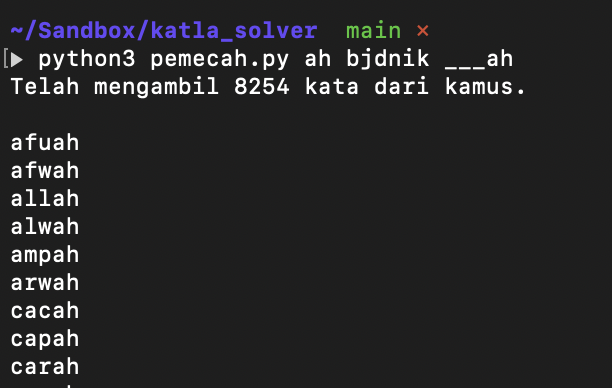 ~/Sandbox/katla_solver main ×
▶ python3 pemecah.py ah bjdnik ___ah
Telah mengambil 8254 kata dari kamus.
afuah
afwah
allah
alwah
ampah
arwah
cacah
capah
carah